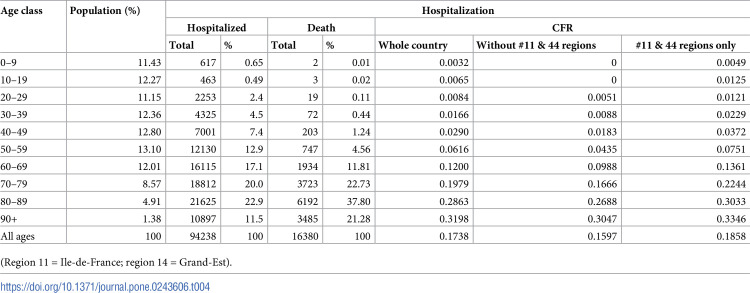 Age class Population (%) Hospitalization
Hospitalized Death CFR
Total % Total % Whole country Without #11 & 44 regions #11 & 44 regions only
0–9 11.43 617 0.65 2 0.01 0.0032 0 0.0049
10–19 12.27 463 0.49 3 0.02 0.0065 0 0.0125
20–29 11.15 2253 2.4 19 0.11 0.0084 0.0051 0.0121
30–39 12.36 4325 4.5 72 0.44 0.0166 0.0088 0.0229
40–49 12.80 7001 7.4 203 1.24 0.0290 0.0183 0.0372
50–59 13.10 12130 12.9 747 4.56 0.0616 0.0435 0.0751
60–69 12.01 16115 17.1 1934 11.81 0.1200 0.0988 0.1361
70–79 8.57 18812 20.0 3723 22.73 0.1979 0.1666 0.2244
80–89 4.91 21625 22.9 6192 37.80 0.2863 0.2688 0.3033
90+ 1.38 10897 11.5 3485 21.28 0.3198 0.3047 0.3346
All ages 100 94238 100 16380 100 0.1738 0.1597 0.1858
(Region 11 = Ile-de-France; region 14 = Grand-Est).
https://doi.org/10.1371/journal.pone.0243606.t004